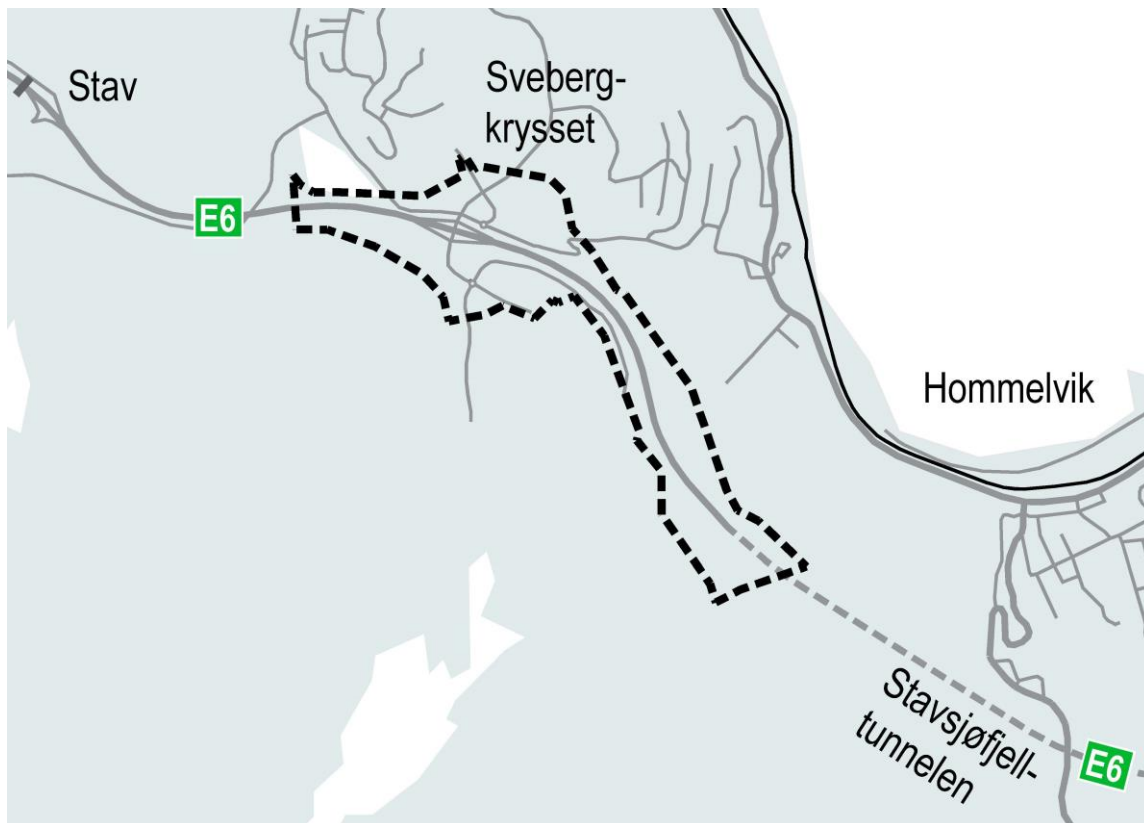 Stav
Sveberg-
krysset
E6
Hommelvik
Stavsjøfjell-
tunnelen
E6